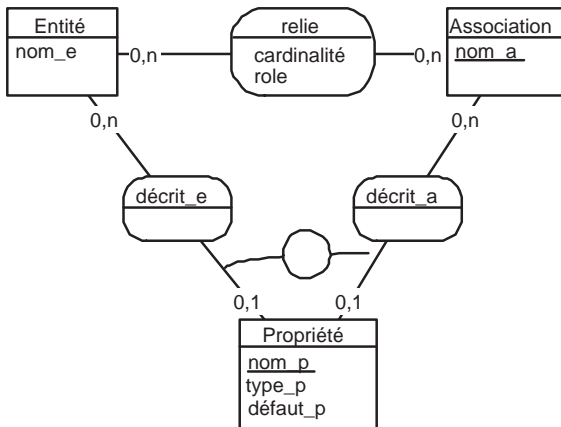 Entité
nom_e
0,n
relie
cardinalité
role
0,n
Association
nom_a
0,n
0,n
décrit_e
décrit_a
0,1
0,1
Propriété
nom_p
type_p
défaut_p